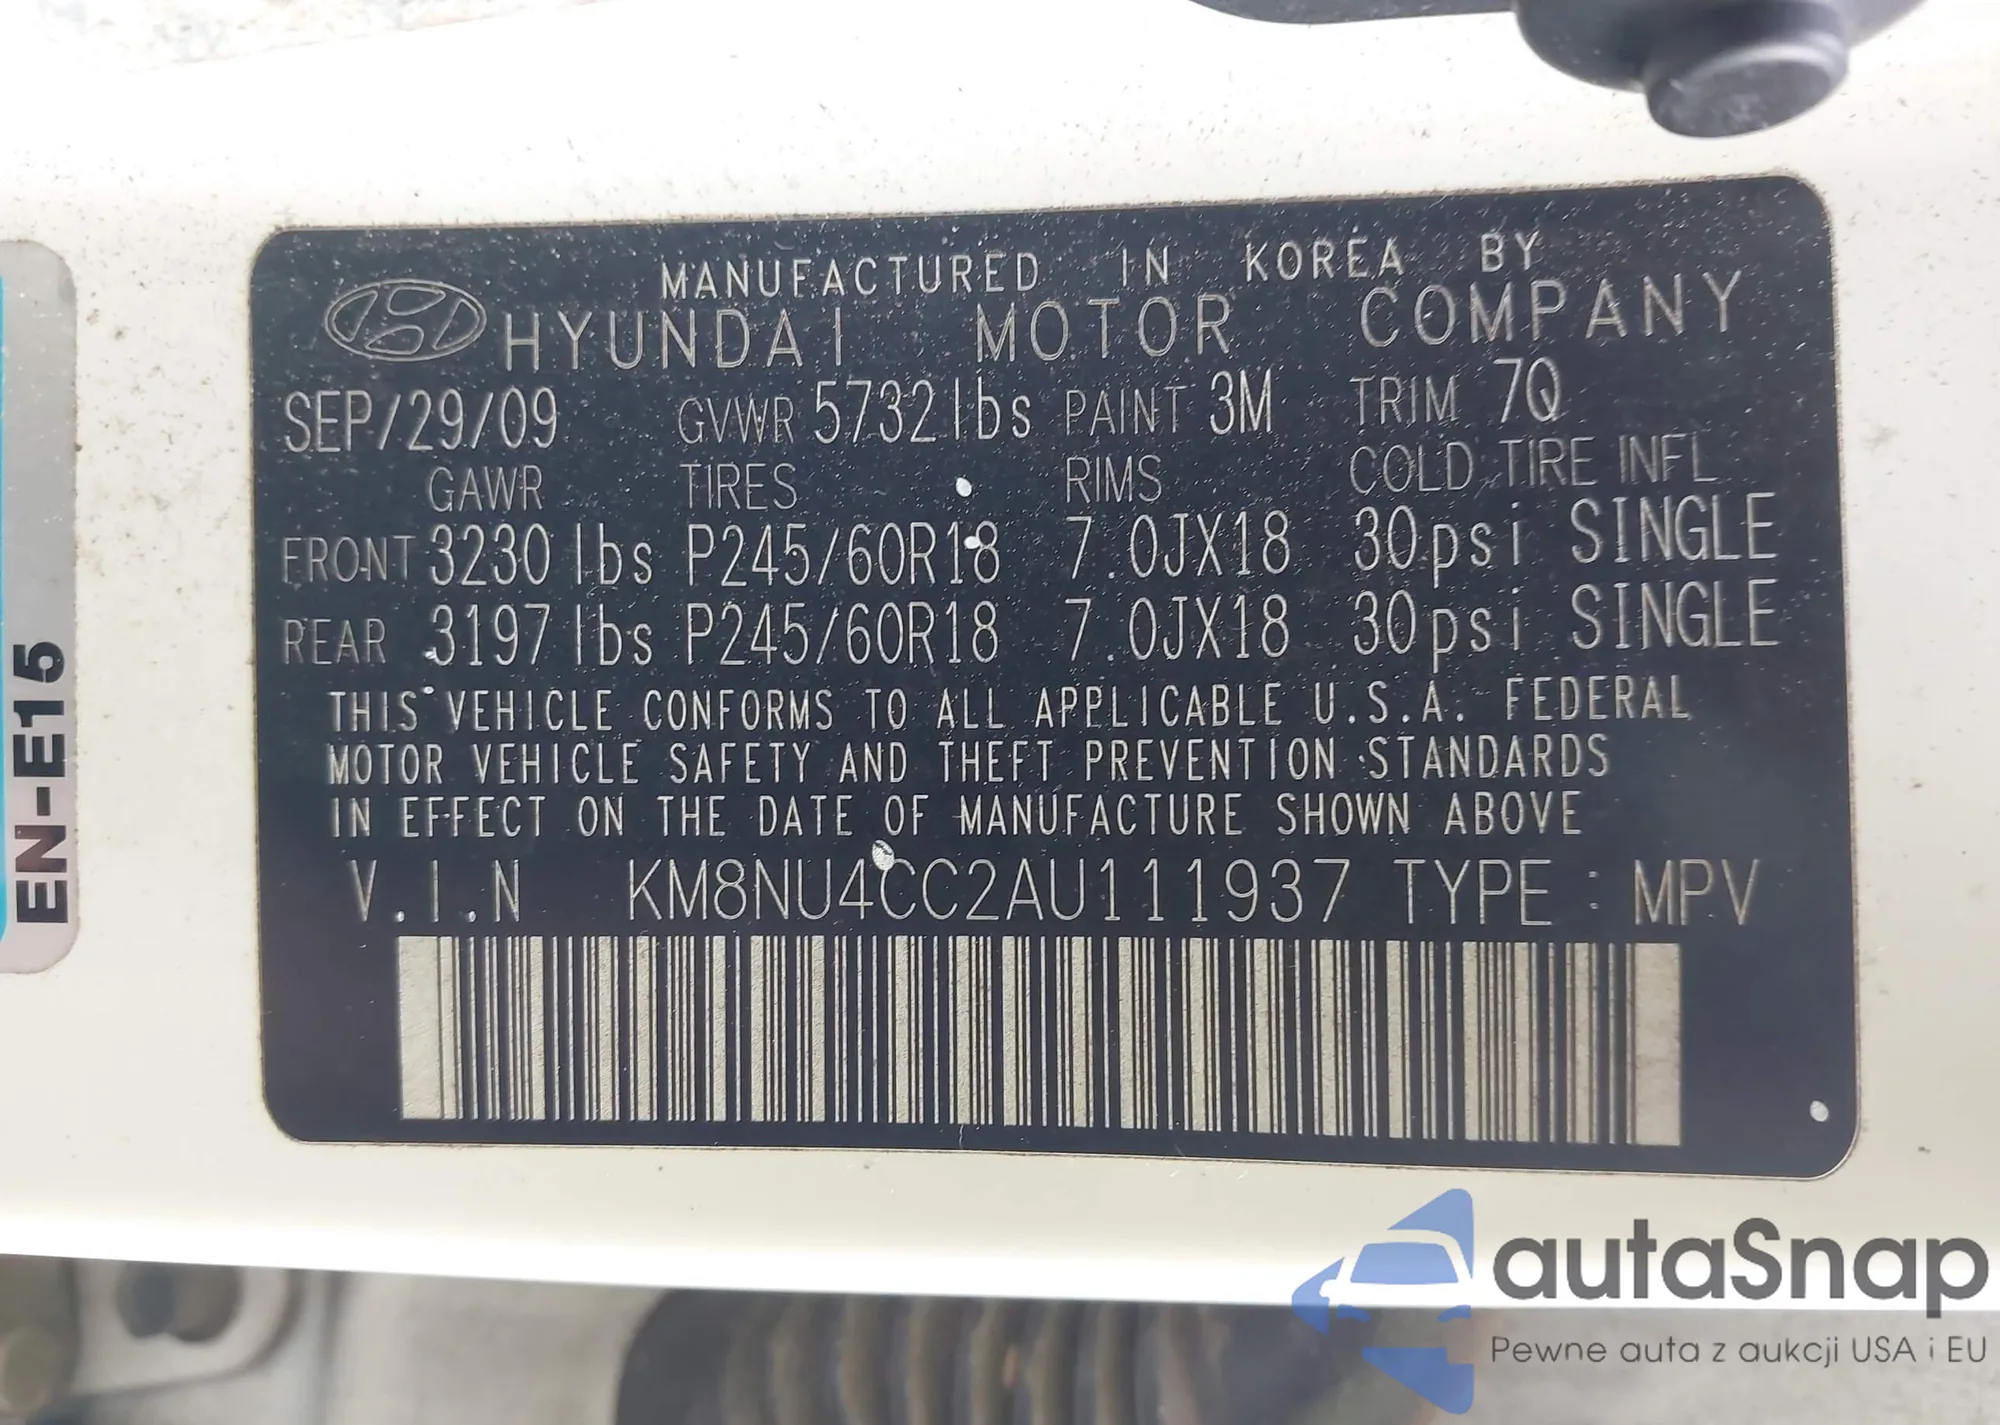 MANUFACTURED IN KOREA BY
HYUNDAI MOTOR COMPANY
SEP/29/09 GVWR 5732lbs PAINT 3M TRIM 7Q
GAWR TIRES RIMS COLD TIRE INFL
FRONT 3230 lbs P245/60R18 7.0JX18 30psi SINGLE
REAR 3197 lbs P245/60R18 7.0JX18 30psi SINGLE
THIS VEHICLE CONFORMS TO ALL APPLICABLE U.S.A. FEDERAL
MOTOR VEHICLE SAFETY AND THEFT PREVENTION STANDARDS
IN EFFECT ON THE DATE OF MANUFACTURE SHOWN ABOVE
V.I.N KM8NU4CC2AU111937 TYPE : MPV
EN-E15
autaSnap
Pewne auta z aukcji USA i EU